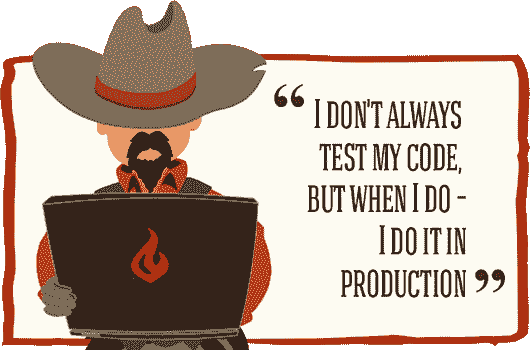 “I DON'T ALWAYS
TEST MY CODE,
BUT WHEN I DO -
I DO IT IN
PRODUCTION”